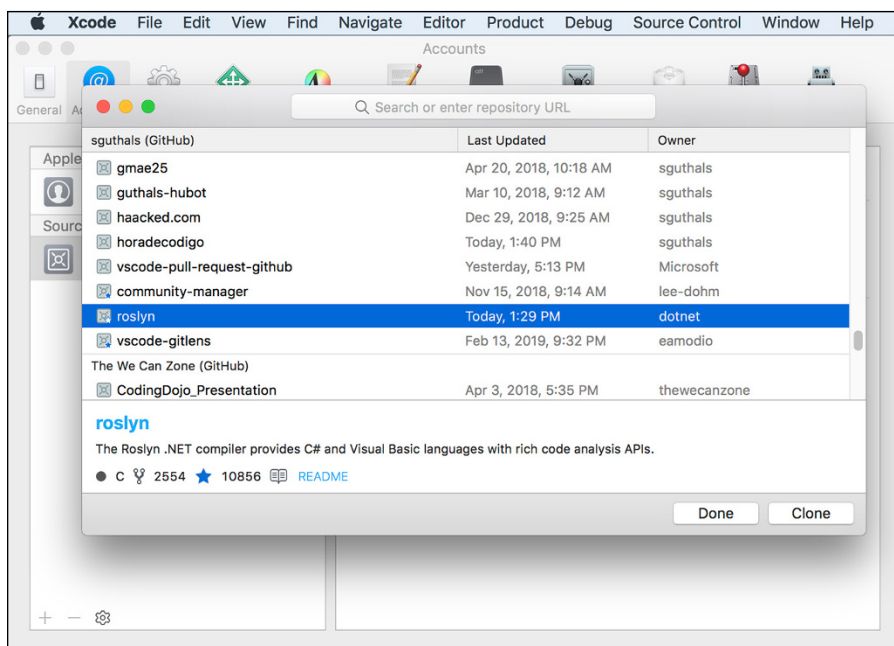 Xcode File Edit View Find Navigate Editor Product Debug Source Control Window Help
Accounts
General
Search or enter repository URL
sguthals (GitHub) Last Updated Owner
Apple
gmae25 Apr 20, 2018, 10:18 AM sguthals
guthals-hubot Mar 10, 2018, 9:12 AM sguthals
haacked.com Dec 29, 2018, 9:25 AM sguthals
Sourc
horadecodigo Today, 1:40 PM sguthals
vscode-pull-request-github Yesterday, 5:13 PM Microsoft
community-manager Nov 15, 2018, 9:14 AM lee-dohm
roslyn Today, 1:29 PM dotnet
vscode-gitlens Feb 13, 2019, 9:32 PM eamodio
The We Can Zone (GitHub)
CodingDojo_Presentation Apr 3, 2018, 5:35 PM thewecanzone
roslyn
The Roslyn .NET compiler provides C# and Visual Basic languages with rich code analysis APIs.
C 2554 10856 README
Done Clone